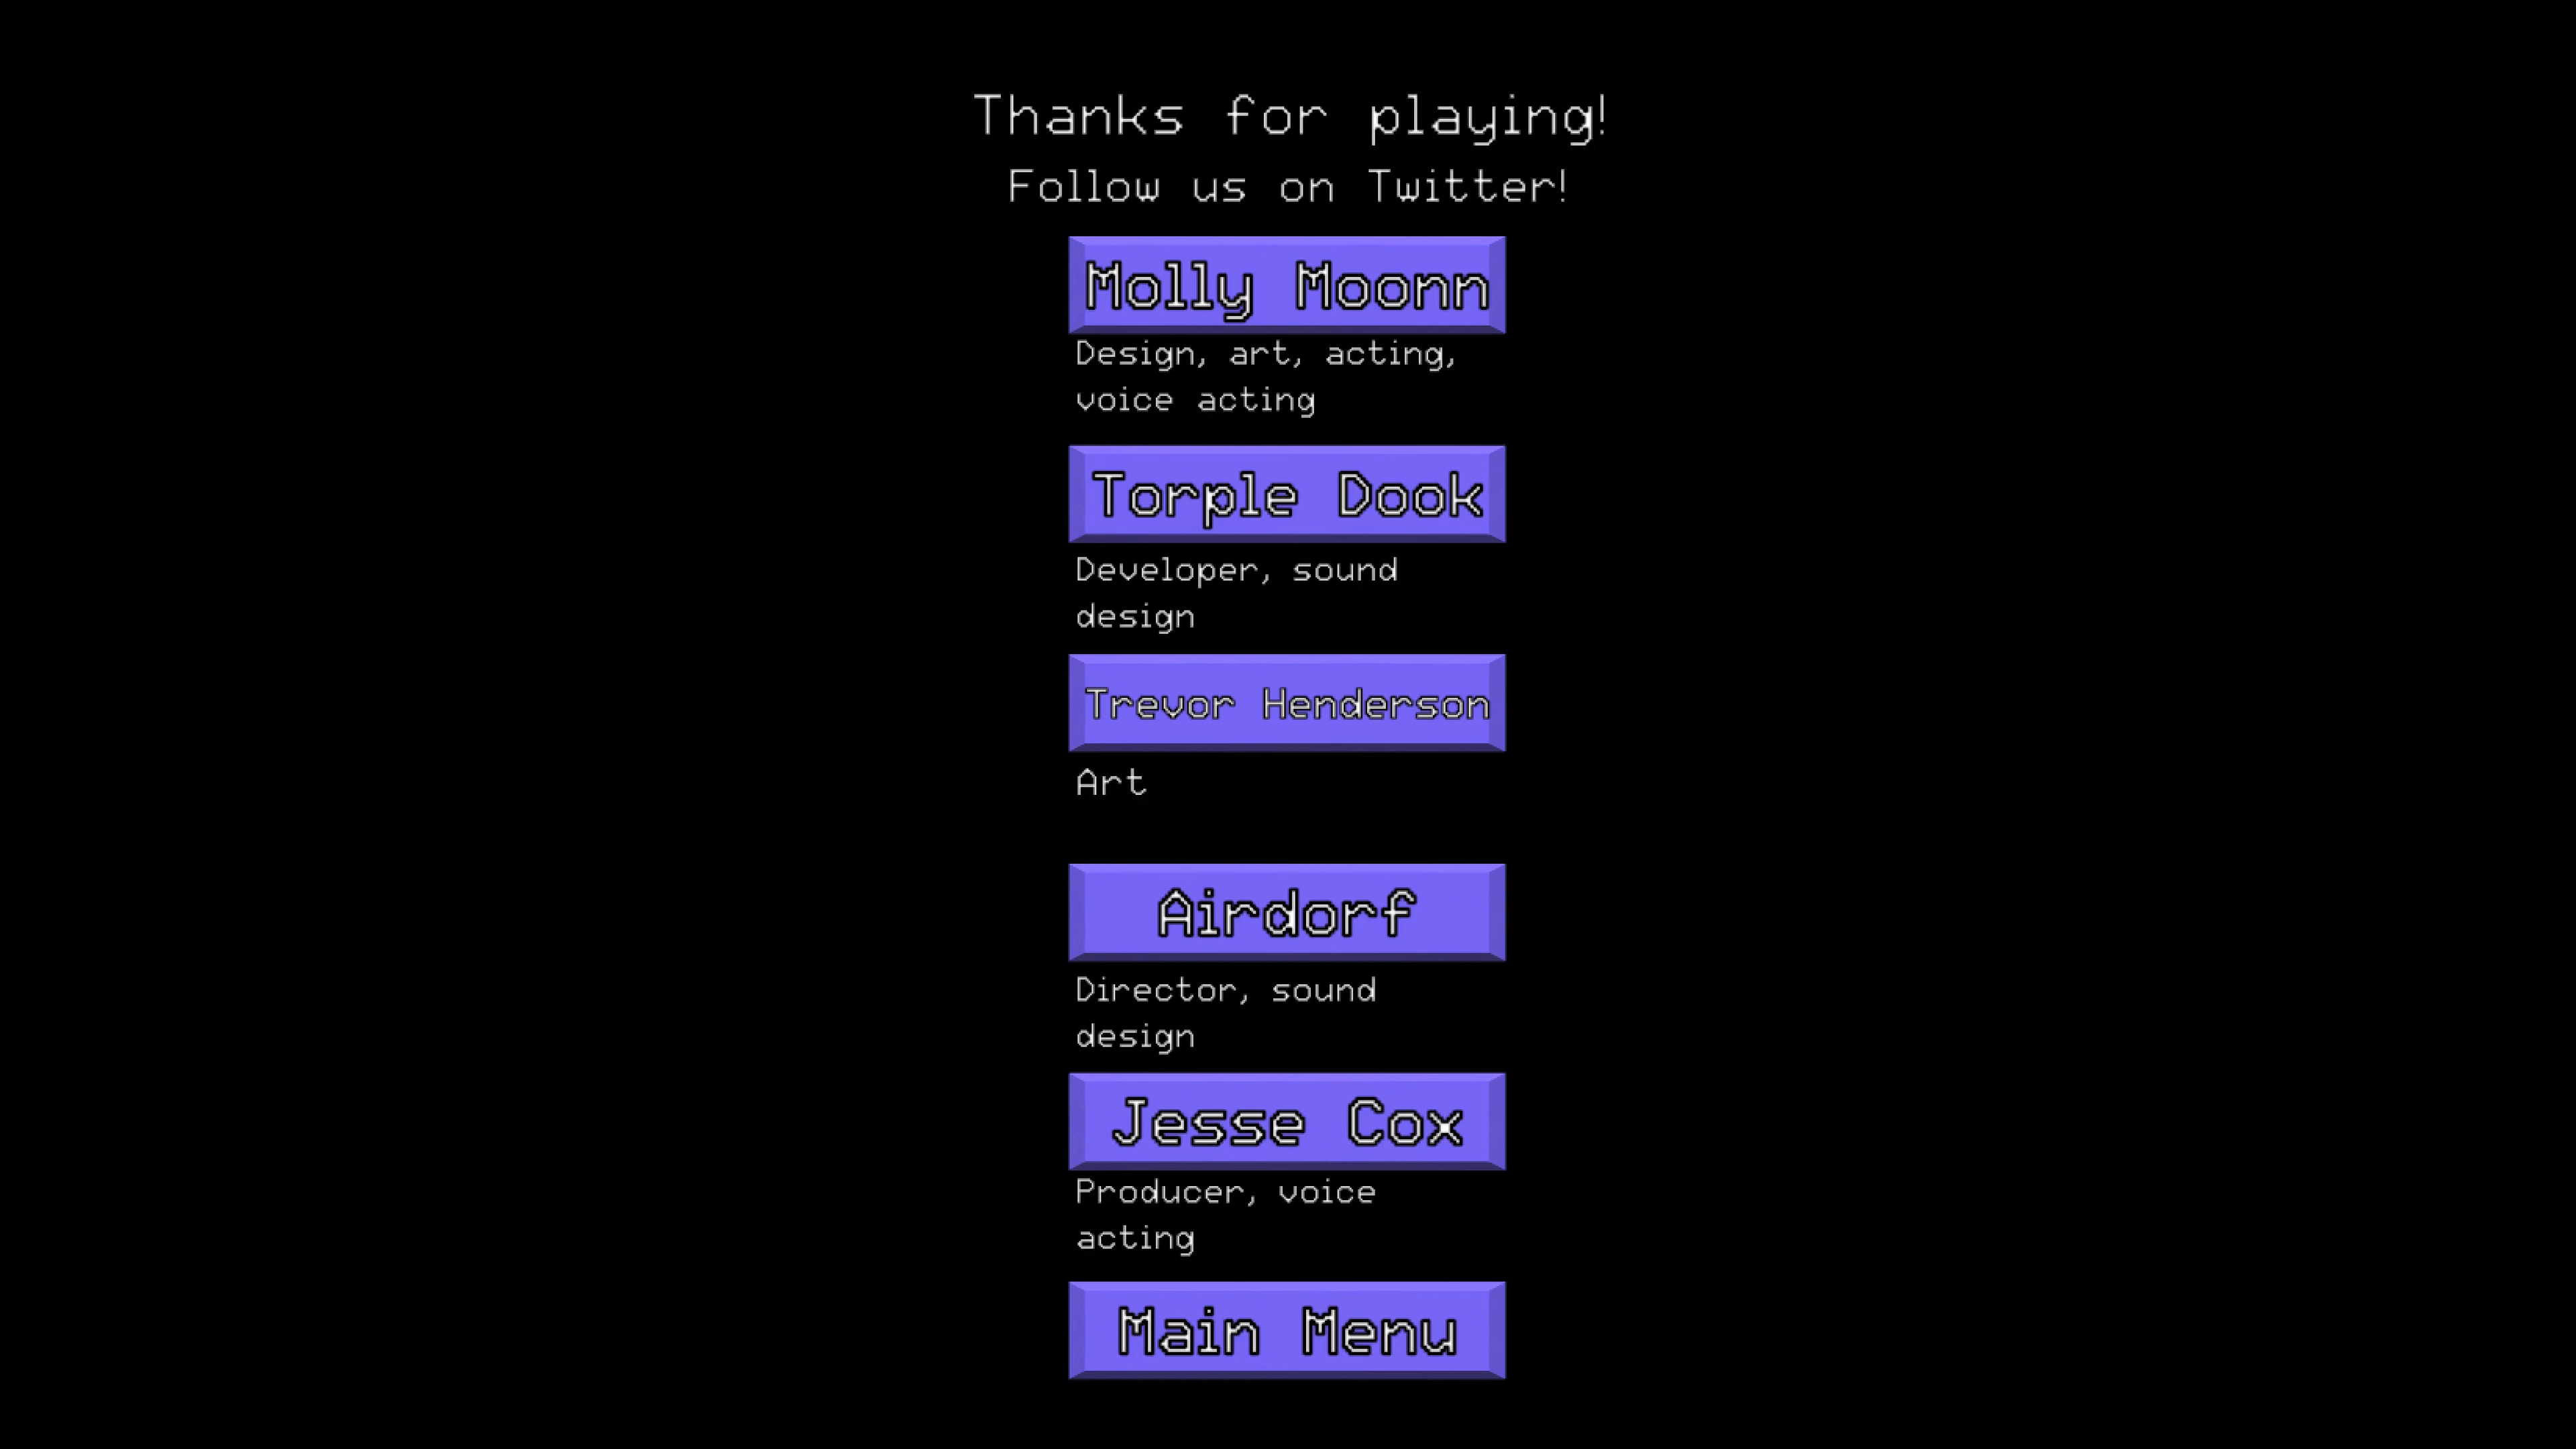 Thanks for playing!
Follow us on Twitter!
Molly Moonn
Design, art, acting,
voice acting
Torple Dook
Developer, sound
design
Trevor Henderson
Art
Airdorf
Director, sound
design
Jesse Cox
Producer, voice
acting
Main Menu